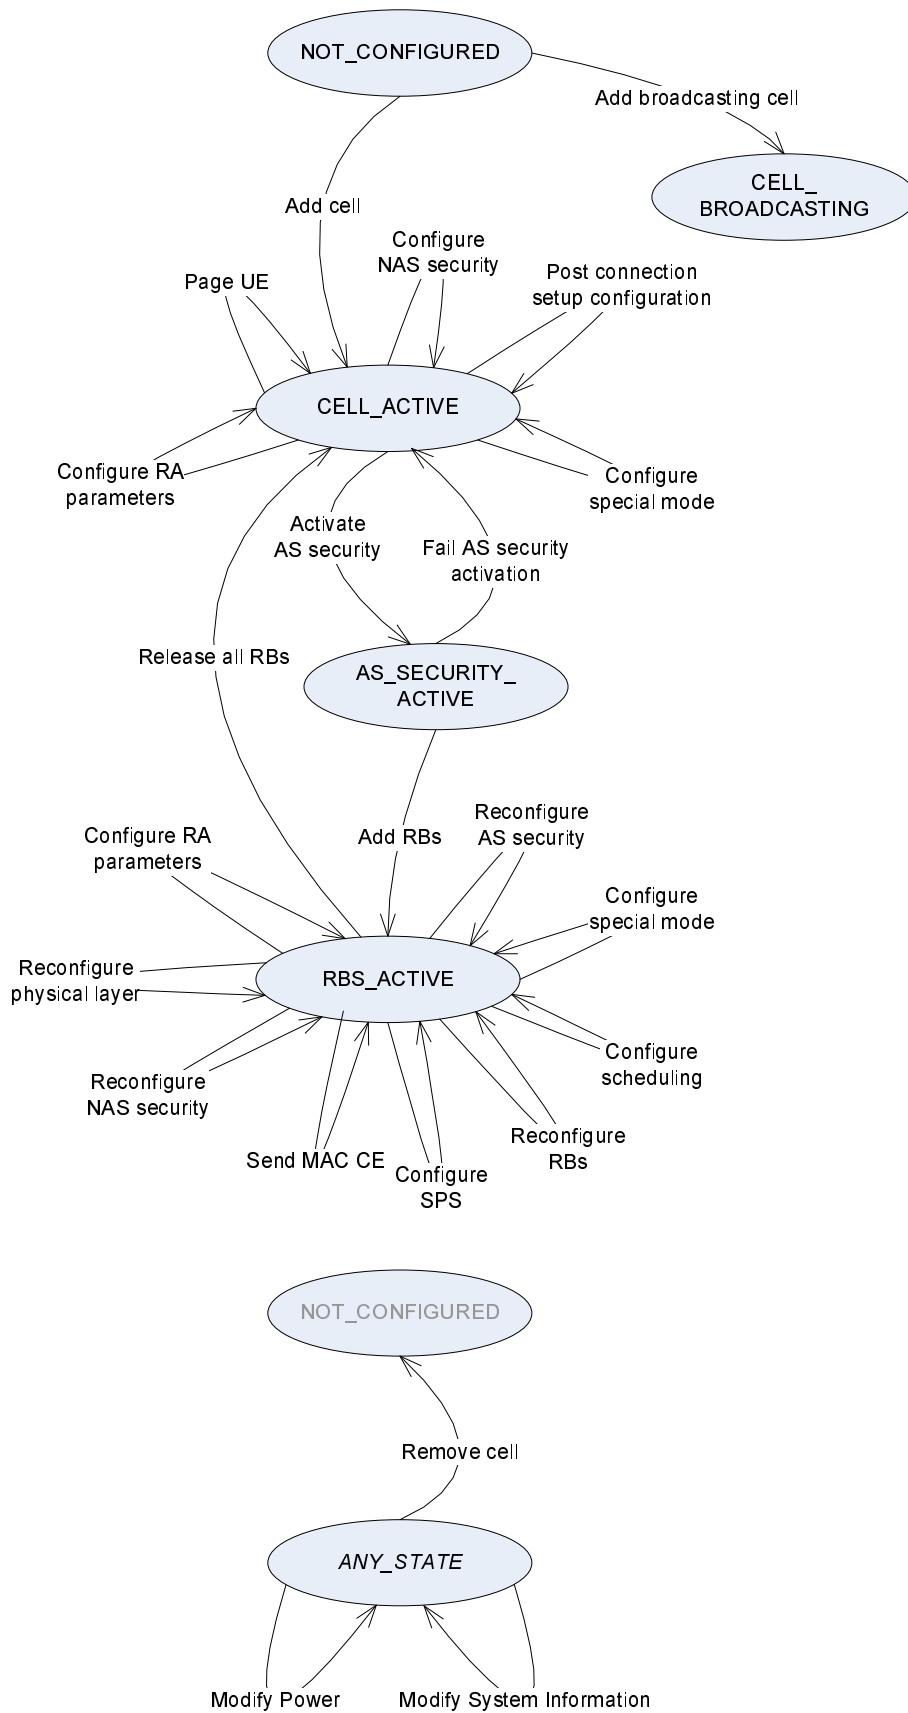 NOT_CONFIGURED
Add broadcasting cell
CELL_
BROADCASTING
Add cell
Configure
NAS security
Page UE
Post connection
setup configuration
CELL_ACTIVE
Configure RA
parameters
Configure
special mode
Activate
AS security
Fail AS security
activation
Release all RBs
AS_SECURITY_
ACTIVE
Add RBs
Reconfigure
AS security
Configure RA
parameters
Configure
special mode
Reconfigure
physical layer
RBS_ACTIVE
Configure
scheduling
Reconfigure
NAS security
Send MAC CE
Configure
SPS
Reconfigure
RBs
NOT_CONFIGURED
Remove cell
ANY_STATE
Modify Power
Modify System Information